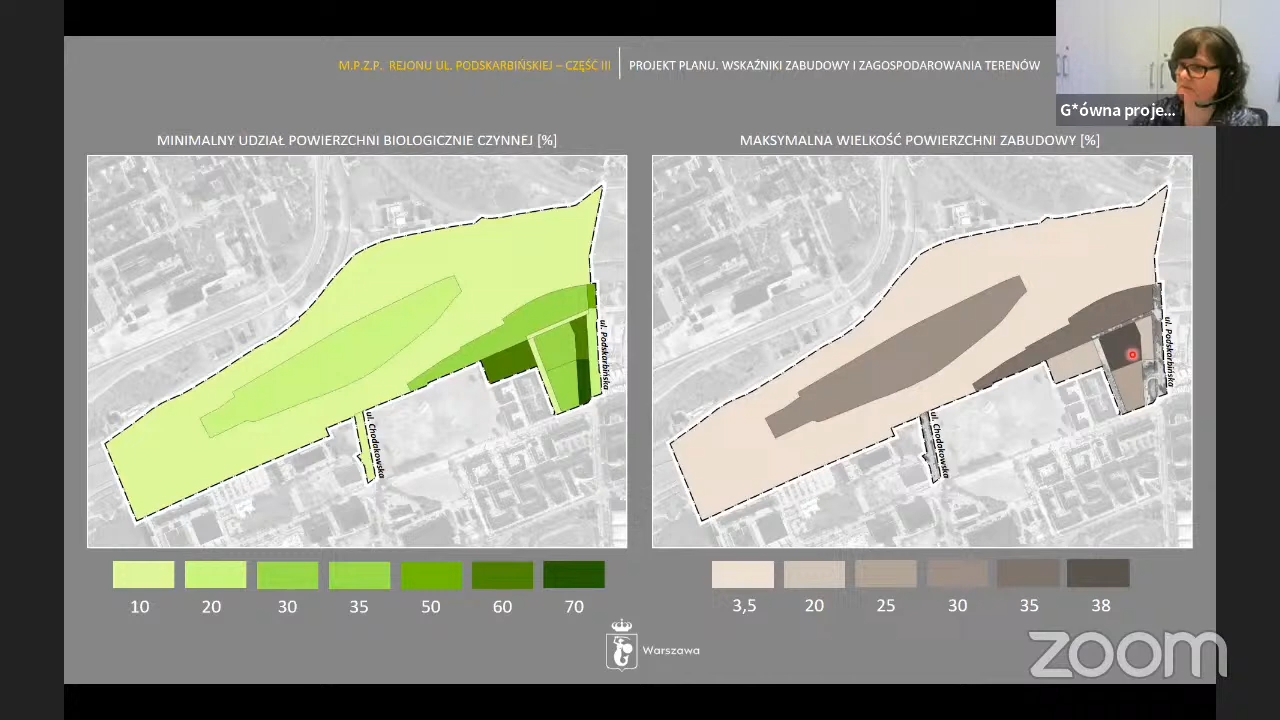 M.P.Z.P. REJONU UL. PODSKARBIŃSKIEJ – CZĘŚĆ III
PROJEKT PLANU. WSKAŹNIKI ZABUDOWY I ZAGOSPODAROWANIA TERENÓW
G*ówna proje...
MINIMALNY UDZIAŁ POWIERZCHNI BIOLOGICZNIE CZYNNEJ [%]
ul. Podskarbińska
ul. Chodakowska
10 20 30 35 50 60 70
MAKSYMALNA WIELKOŚĆ POWIERZCHNI ZABUDOWY [%]
ul. Podskarbińska
ul. Chodakowska
3,5 20 25 30 35 38
Warszawa
zoom